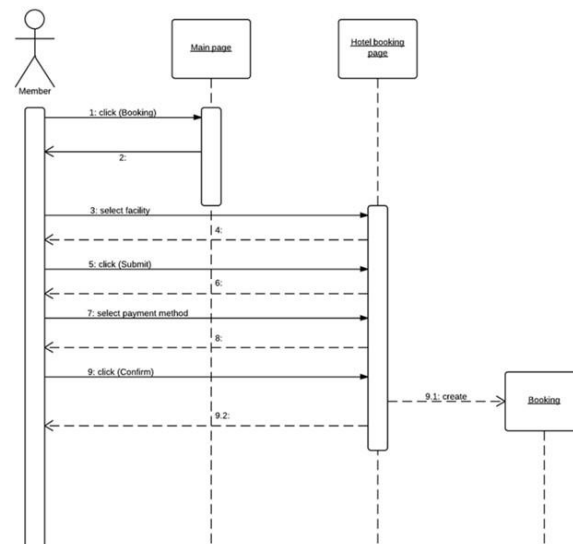 Main page
Hotel booking
page
Member
1: click (Booking)
2:
3: select facility
4:
5: click (Submit)
6:
7: select payment method
8:
9: click (Confirm)
9.1: create
Booking
9.2: